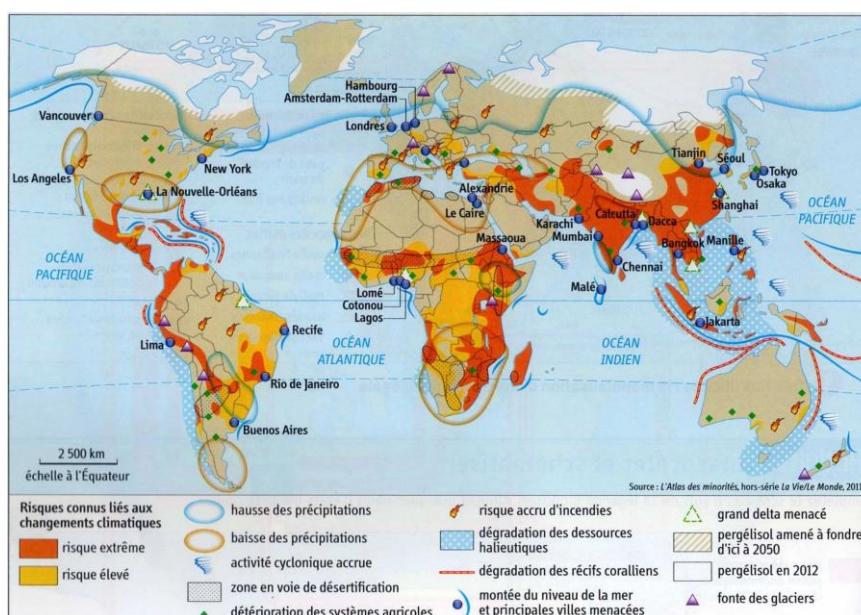 Hambourg
Amsterdam-Rotterdam
Londres
Vancouver
New York
Los Angeles
La Nouvelle-Orléans
Tianjin
Séoul
Tokyo
Osaka
Shanghai
Alexandrie
Le Caire
Karachi
Mumbai
Calcutta
Dacca
Massaoua
Bangkok
Manille
Chennai
OCÉAN
PACIFIQUE
OCÉAN
PACIFIQUE
Lomé
Cotonou
Lagos
Malé
Recife
Lima
Jakarta
OCÉAN
ATLANTIQUE
OCÉAN
INDIEN
Rio de Janeiro
Buenos Aires
2 500 km
échelle à l'Équateur
Source : L'Atlas des minorités, hors-série La Vie/Le Monde, 2011
Risques connus liés aux
changements climatiques
risque extrême
risque élevé
hausse des précipitations
baisse des précipitations
activité cyclonique accrue
zone en voie de désertification
détérioration des systèmes agricoles
risque accru d'incendies
dégradation des dessources
halieutiques
dégradation des récifs coralliens
montée du niveau de la mer
et principales villes menacées
grand delta menacé
pergélisol amené à fondre
d'ici à 2050
pergélisol en 2012
fonte des glaciers